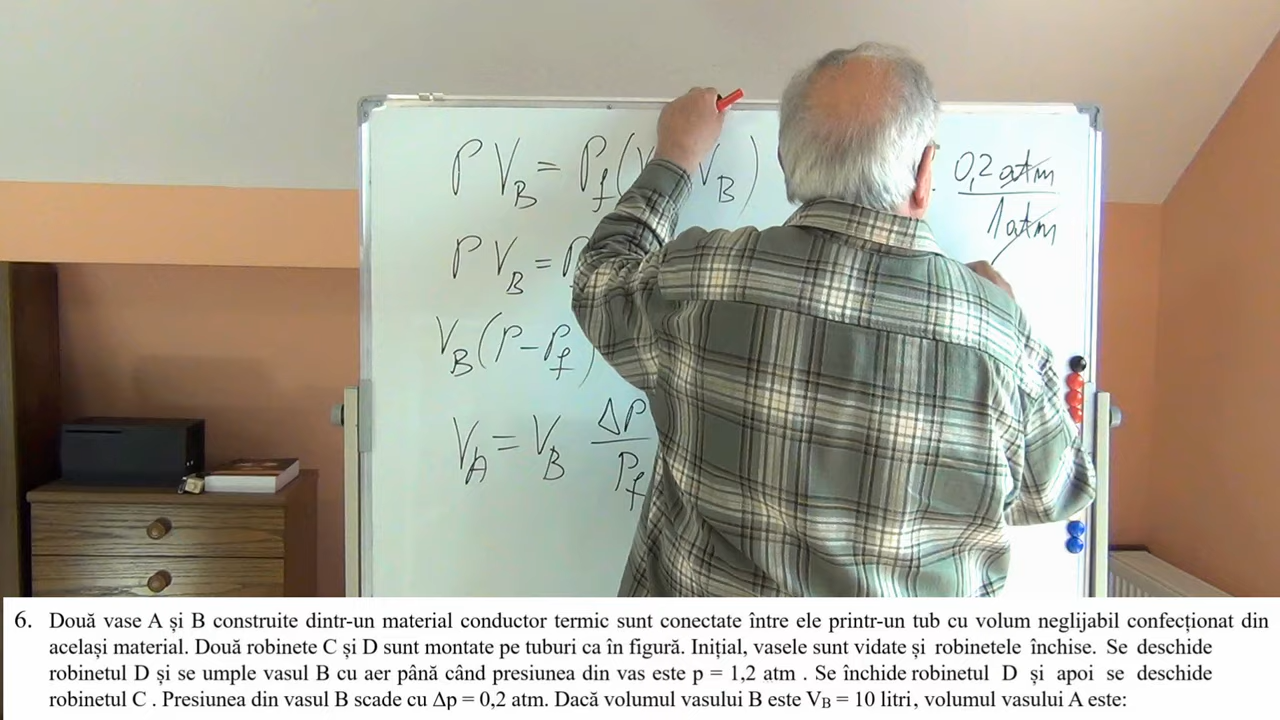 P V_B = P_f (V V_B)
0,2 atm
1 atm
P V_B = P
V_B (P - P_f)
V_A = V_B ΔP / P_f
6. Două vase A și B construite dintr-un material conductor termic sunt conectate între ele printr-un tub cu volum neglijabil confecționat din
același material. Două robinete C și D sunt montate pe tuburi ca în figură. Inițial, vasele sunt vidate și robinetele închise. Se deschide
robinetul D și se umple vasul B cu aer până când presiunea din vas este p = 1,2 atm . Se închide robinetul D și apoi se deschide
robinetul C . Presiunea din vasul B scade cu Δp = 0,2 atm. Dacă volumul vasului B este V_B = 10 litri, volumul vasului A este: